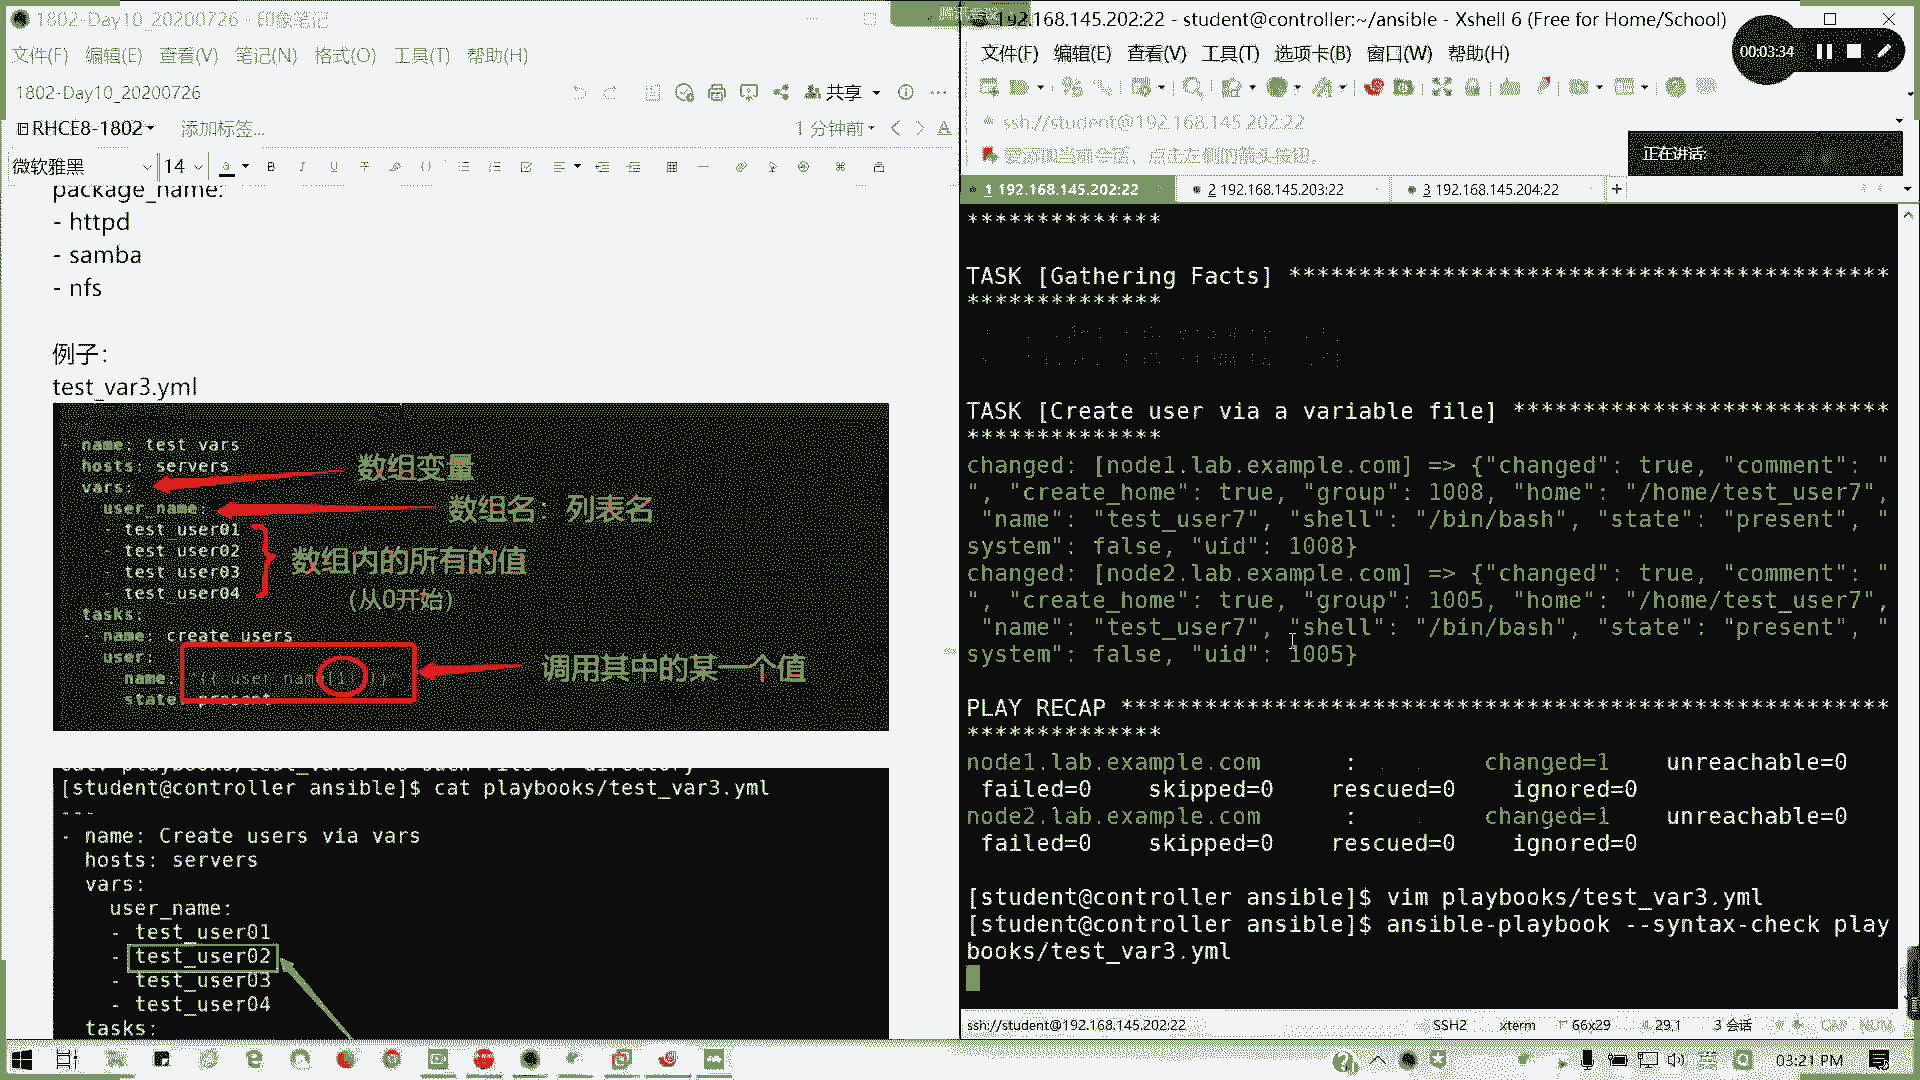 1802-Day10_20200726 - 印象笔记
文件(F) 编辑(E) 查看(V) 笔记(N) 格式(O) 工具(T) 帮助(H)
1802-Day10_20200726
共享
RHCE8-1802
添加标签...
1 分钟前
微软雅黑
14
package_name:
- httpd
- samba
- nfs
例子：
test_var3.yml
- name: test vars
hosts: servers
vars:
user_name:
- test_user01
- test_user02
- test_user03
- test_user04
tasks:
- name: create users
user:
name: "{{ user_name[1] }}"
state: present
数组变量
数组名：列表名
数组内的所有的值
(从0开始)
调用其中的某一个值
[student@controller ansible]$ cat playbooks/test_var3.yml
---
- name: Create users via vars
hosts: servers
vars:
user_name:
- test_user01
- test_user02
- test_user03
- test_user04
tasks:
192.168.145.202:22 - student@controller:~/ansible - Xshell 6 (Free for Home/School)
文件(F) 编辑(E) 查看(V) 工具(T) 选项卡(B) 窗口(W) 帮助(H)
00:03:34
ssh://student@192.168.145.202:22
要添加当前会话，点击左侧的箭头按钮。
正在讲话:
1 192.168.145.202:22
2 192.168.145.203:22
3 192.168.145.204:22
**************
TASK [Gathering Facts] ********************************************
**************
TASK [Create user via a variable file] ***************************
**************
changed: [node1.lab.example.com] => {"changed": true, "comment": "
", "create_home": true, "group": 1008, "home": "/home/test_user7",
"name": "test_user7", "shell": "/bin/bash", "state": "present", "
system": false, "uid": 1008}
changed: [node2.lab.example.com] => {"changed": true, "comment": "
", "create_home": true, "group": 1005, "home": "/home/test_user7",
"name": "test_user7", "shell": "/bin/bash", "state": "present", "
system": false, "uid": 1005}
PLAY RECAP ********************************************************
**************
node1.lab.example.com : changed=1 unreachable=0
failed=0 skipped=0 rescued=0 ignored=0
node2.lab.example.com : changed=1 unreachable=0
failed=0 skipped=0 rescued=0 ignored=0
[student@controller ansible]$ vim playbooks/test_var3.yml
[student@controller ansible]$ ansible-playbook --syntax-check play
books/test_var3.yml
ssh://student@192.168.145.202:22
SSH2
xterm
66x29
29,1
3 会话
CAP NUM
03:21 PM